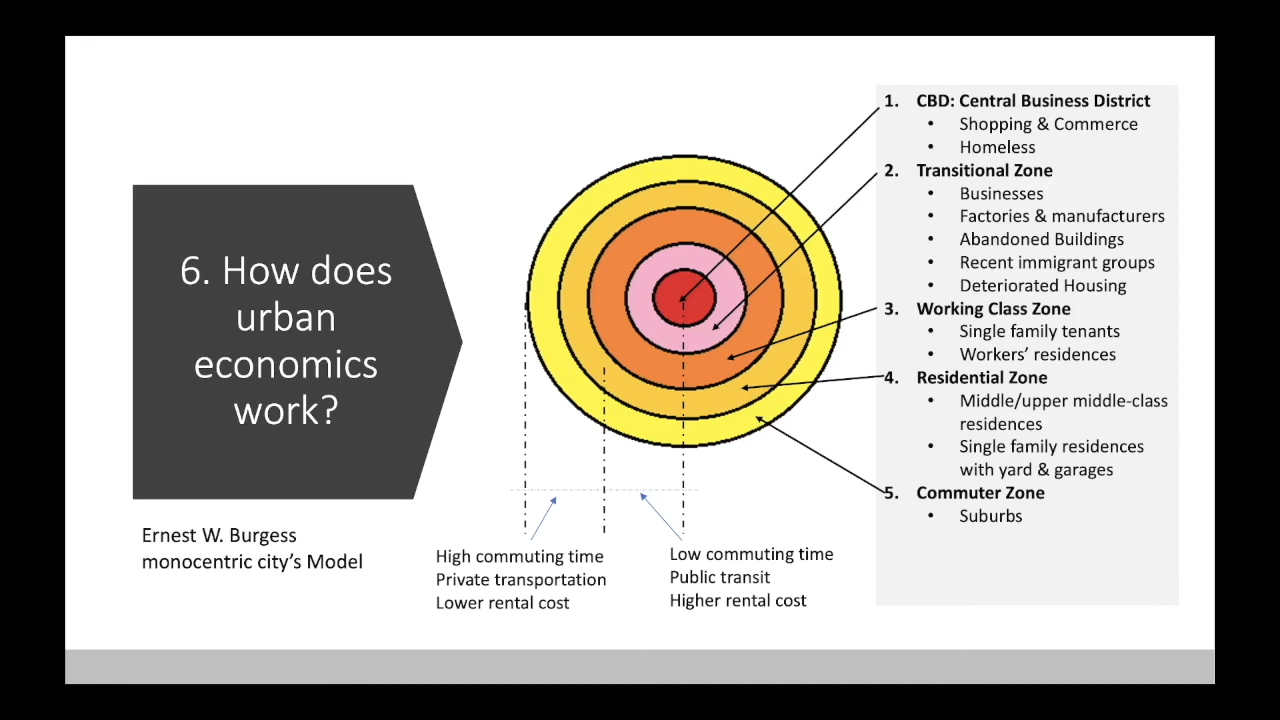 6. How does
urban
economics
work?
Ernest W. Burgess
monocentric city's Model
High commuting time
Private transportation
Lower rental cost
Low commuting time
Public transit
Higher rental cost
1. CBD: Central Business District
• Shopping & Commerce
• Homeless
2. Transitional Zone
• Businesses
• Factories & manufacturers
• Abandoned Buildings
• Recent immigrant groups
• Deteriorated Housing
3. Working Class Zone
• Single family tenants
• Workers' residences
4. Residential Zone
• Middle/upper middle-class
residences
• Single family residences
with yard & garages
5. Commuter Zone
• Suburbs